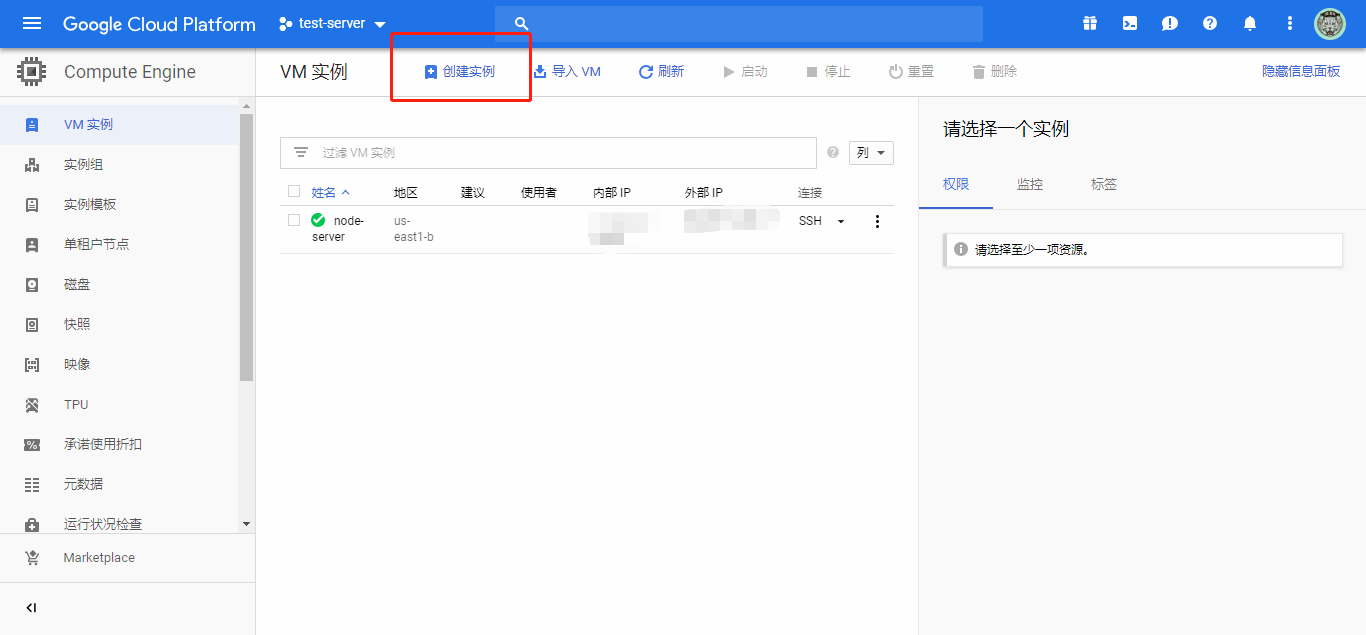 Google Cloud Platform
test-server
Compute Engine
VM 实例
创建实例
导入 VM
刷新
启动
停止
重置
删除
隐藏信息面板
VM 实例
实例组
实例模板
单租户节点
磁盘
快照
映像
TPU
承诺使用折扣
元数据
运行状况检查
Marketplace
过滤 VM 实例
列
姓名 地区 建议 使用者 内部 IP 外部 IP 连接
node-
server
us-
east1-b
SSH
请选择一个实例
权限 监控 标签
请选择至少一项资源。